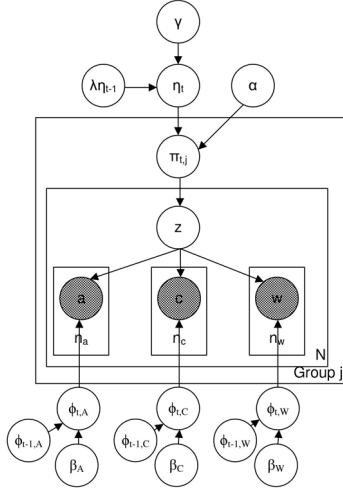 γ
λη_{t-1} η_t α
π_{t,j}
z
a c w
n_a n_c n_w
N
Group j
ϕ_{t,A} ϕ_{t,C} ϕ_{t,W}
ϕ_{t-1,A} ϕ_{t-1,C} ϕ_{t-1,W}
β_A β_C β_W